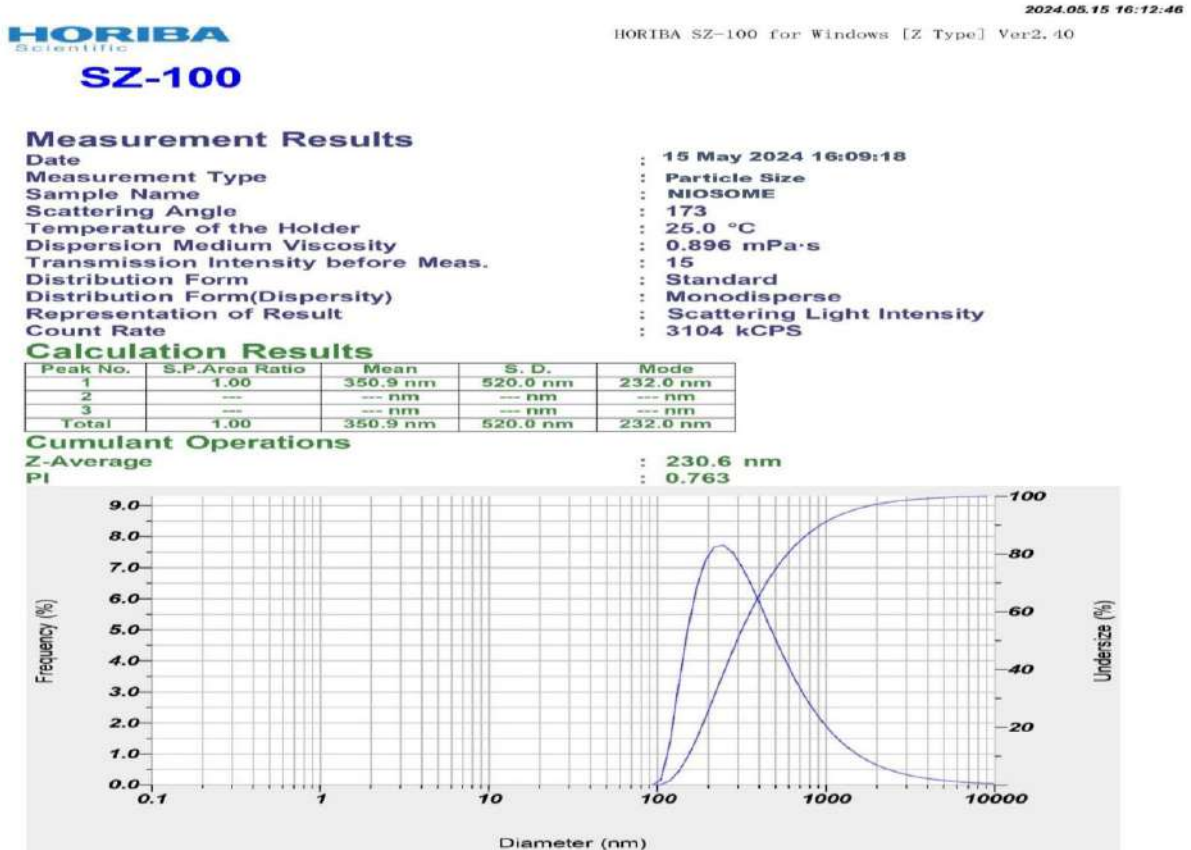 2024.05.15 16:12:46
HORIBA
Scientific
HORIBA SZ-100 for Windows [Z Type] Ver2.40
SZ-100
Measurement Results
Date : 15 May 2024 16:09:18
Measurement Type : Particle Size
Sample Name : NIOSOME
Scattering Angle : 173
Temperature of the Holder : 25.0 °C
Dispersion Medium Viscosity : 0.896 mPa·s
Transmission Intensity before Meas. : 15
Distribution Form : Standard
Distribution Form(Dispersity) : Monodisperse
Representation of Result : Scattering Light Intensity
Count Rate : 3104 kCPS
Calculation Results
Peak No. S.P.Area Ratio Mean S. D. Mode
1 1.00 350.9 nm 520.0 nm 232.0 nm
2 --- --- nm --- nm --- nm
3 --- --- nm --- nm --- nm
Total 1.00 350.9 nm 520.0 nm 232.0 nm
Cumulant Operations
Z-Average : 230.6 nm
PI : 0.763
Frequency (%)
9.0
8.0
7.0
6.0
5.0
4.0
3.0
2.0
1.0
0.0
100
80
60
40
20
Undersize (%)
0.1 1 10 100 1000 10000
Diameter (nm)